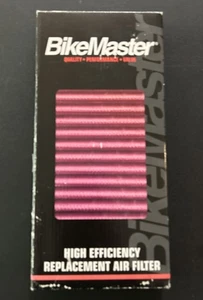 BikeMaster
QUALITY • PERFORMANCE • VALUE
BikeMaster
HIGH EFFICIENCY
REPLACEMENT AIR FILTER